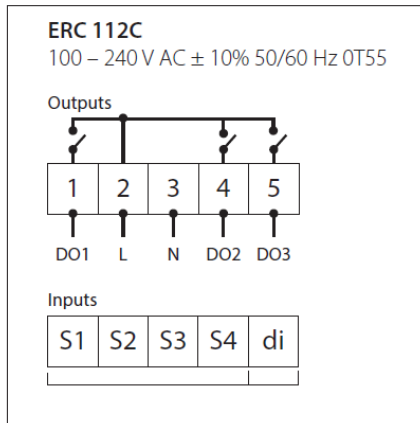 ERC 112C
100 – 240 V AC ± 10% 50/60 Hz 0T55
Outputs
1 2 3 4 5
DO1 L N DO2 DO3
Inputs
S1 S2 S3 S4 di